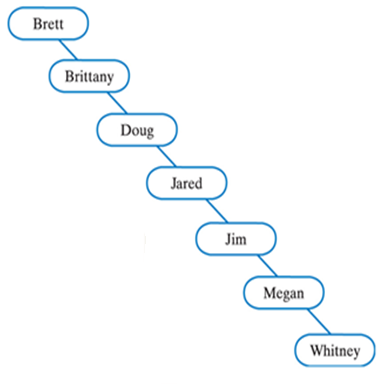 Brett
Brittany
Doug
Jared
Jim
Megan
Whitney